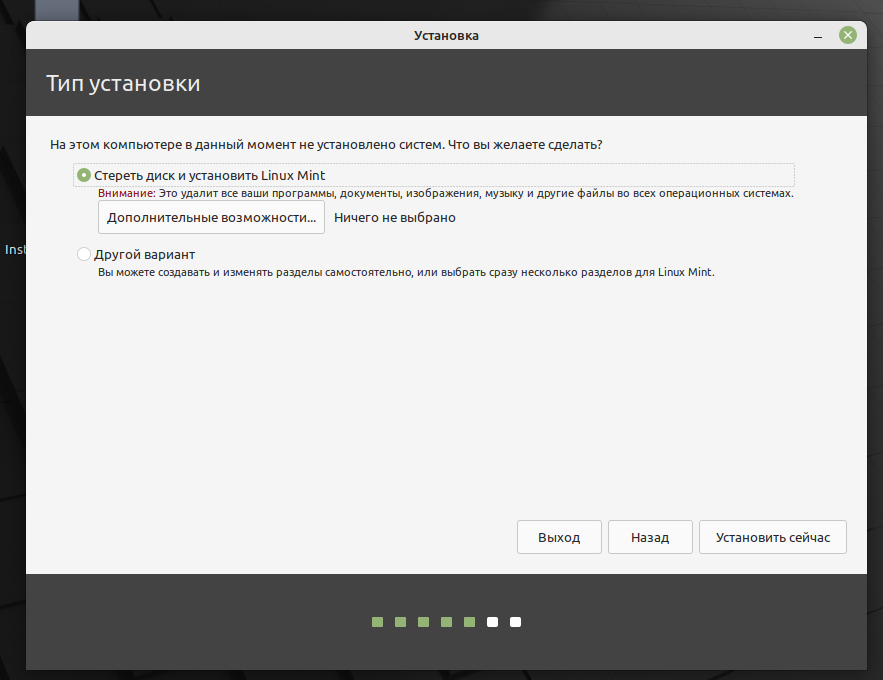 Установка
Тип установки
На этом компьютере в данный момент не установлено систем. Что вы желаете сделать?
Стереть диск и установить Linux Mint
Внимание: Это удалит все ваши программы, документы, изображения, музыку и другие файлы во всех операционных системах.
Дополнительные возможности... Ничего не выбрано
Inst
Другой вариант
Вы можете создавать и изменять разделы самостоятельно, или выбрать сразу несколько разделов для Linux Mint.
Выход Назад Установить сейчас